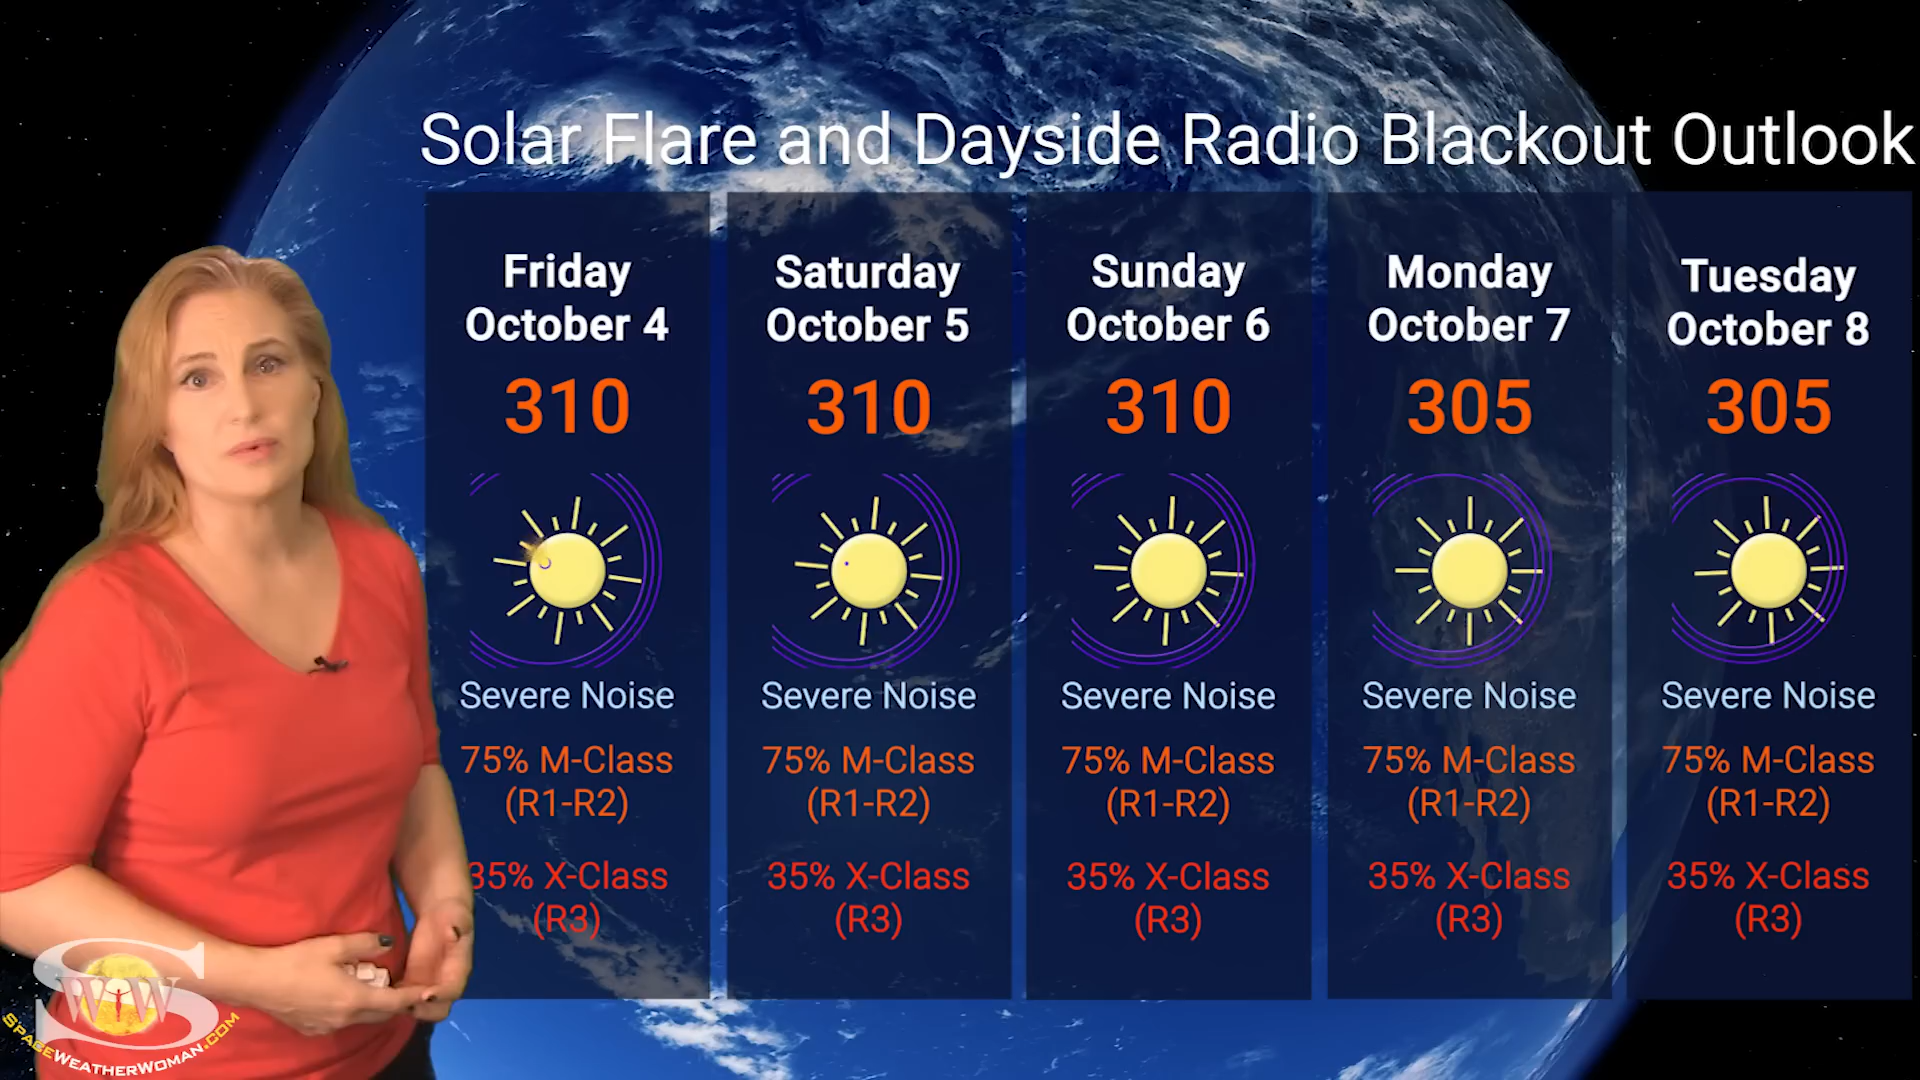 Solar Flare and Dayside Radio Blackout Outlook
Friday
October 4
310
Severe Noise
75% M-Class
(R1-R2)
35% X-Class
(R3)
Saturday
October 5
310
Severe Noise
75% M-Class
(R1-R2)
35% X-Class
(R3)
Sunday
October 6
310
Severe Noise
75% M-Class
(R1-R2)
35% X-Class
(R3)
Monday
October 7
305
Severe Noise
75% M-Class
(R1-R2)
35% X-Class
(R3)
Tuesday
October 8
305
Severe Noise
75% M-Class
(R1-R2)
35% X-Class
(R3)
S
WW
SPACEWEATHERWOMAN.COM